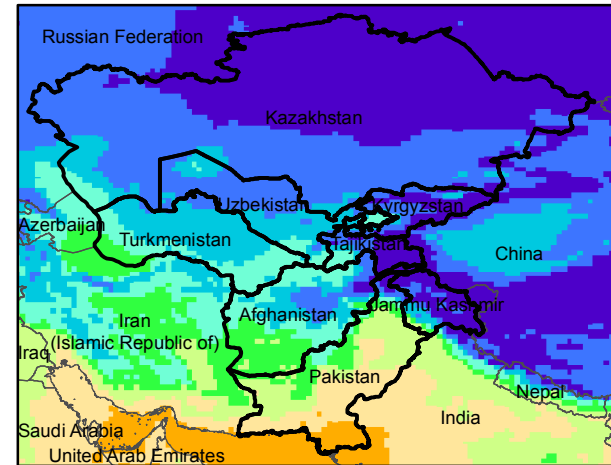 Russian Federation
Kazakhstan
Uzbekistan
Kyrgyzstan
Azerbaijan
Turkmenistan
Tajikistan
China
Iran
(Islamic Republic of)
Afghanistan
Jammu Kashmir
Iraq
Pakistan
Nepal
India
Saudi Arabia
United Arab Emirates